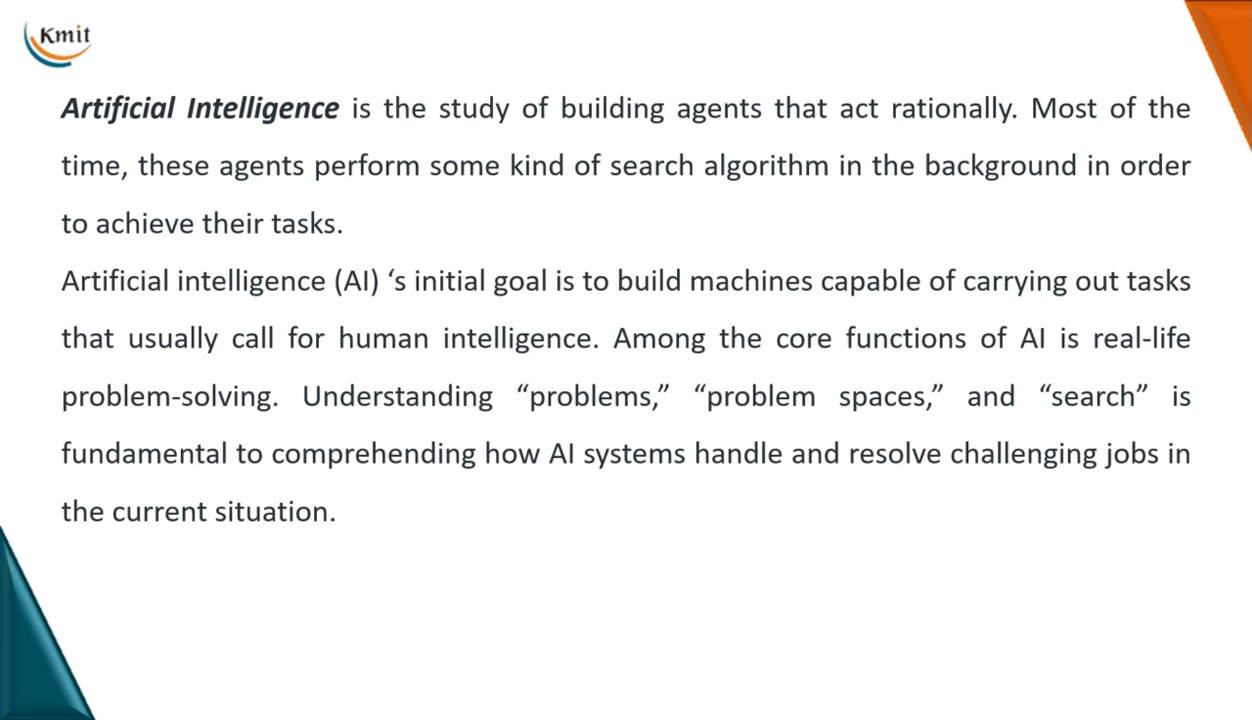 Kmit
Artificial Intelligence is the study of building agents that act rationally. Most of the
time, these agents perform some kind of search algorithm in the background in order
to achieve their tasks.
Artificial intelligence (AI) ‘s initial goal is to build machines capable of carrying out tasks
that usually call for human intelligence. Among the core functions of AI is real-life
problem-solving. Understanding “problems,” “problem spaces,” and “search” is
fundamental to comprehending how AI systems handle and resolve challenging jobs in
the current situation.